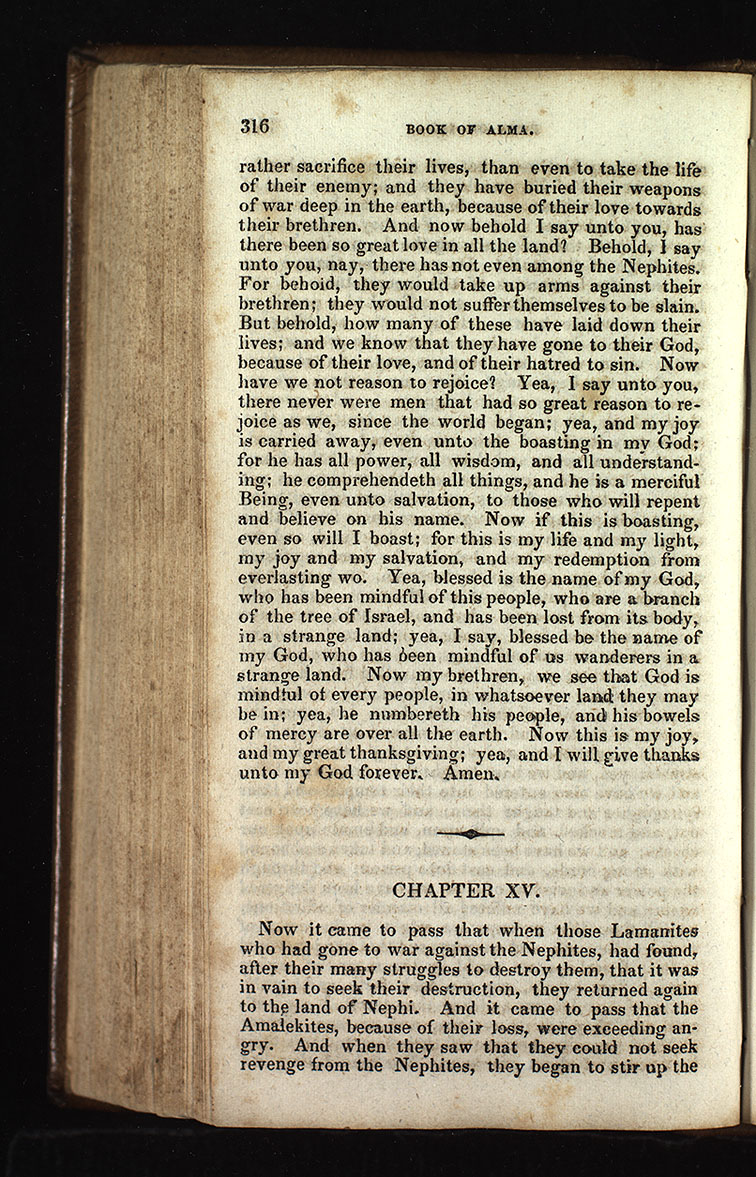 316
BOOK OF ALMA.
rather sacrifice their lives, than even to take the life
of their enemy; and they have buried their weapons
of war deep in the earth, because of their love towards
their brethren. And now behold I say unto you, has
there been so great love in all the land? Behold, I say
unto you, nay, there has not even among the Nephites.
For behoid, they would take up arms against their
brethren; they would not suffer themselves to be slain.
But behold, how many of these have laid down their
lives; and we know that they have gone to their God,
because of their love, and of their hatred to sin. Now
have we not reason to rejoice? Yea, I say unto you,
there never were men that had so great reason to re-
joice as we, since the world began; yea, and my joy
is carried away, even unto the boasting in my God;
for he has all power, all wisdom, and all understand-
ing; he comprehendeth all things, and he is a merciful
Being, even unto salvation, to those who will repent
and believe on his name. Now if this is boasting,
even so will I boast; for this is my life and my light,
my joy and my salvation, and my redemption from
everlasting wo. Yea, blessed is the name of my God,
who has been mindful of this people, who are a branch
of the tree of Israel, and has been lost from its body,
in a strange land; yea, I say, blessed be the name of
my God, who has been mindful of us wanderers in a
strange land. Now my brethren, we see that God is
mindful of every people, in whatsoever land they may
be in; yea, he numbereth his people, and his bowels
of mercy are over all the earth. Now this is my joy,
and my great thanksgiving; yea, and I will give thanks
unto my God forever. Amen.
CHAPTER XV.
Now it came to pass that when those Lamanites
who had gone to war against the Nephites, had found,
after their many struggles to destroy them, that it was
in vain to seek their destruction, they returned again
to the land of Nephi. And it came to pass that the
Amalekites, because of their loss, were exceeding an-
gry. And when they saw that they could not seek
revenge from the Nephites, they began to stir up the